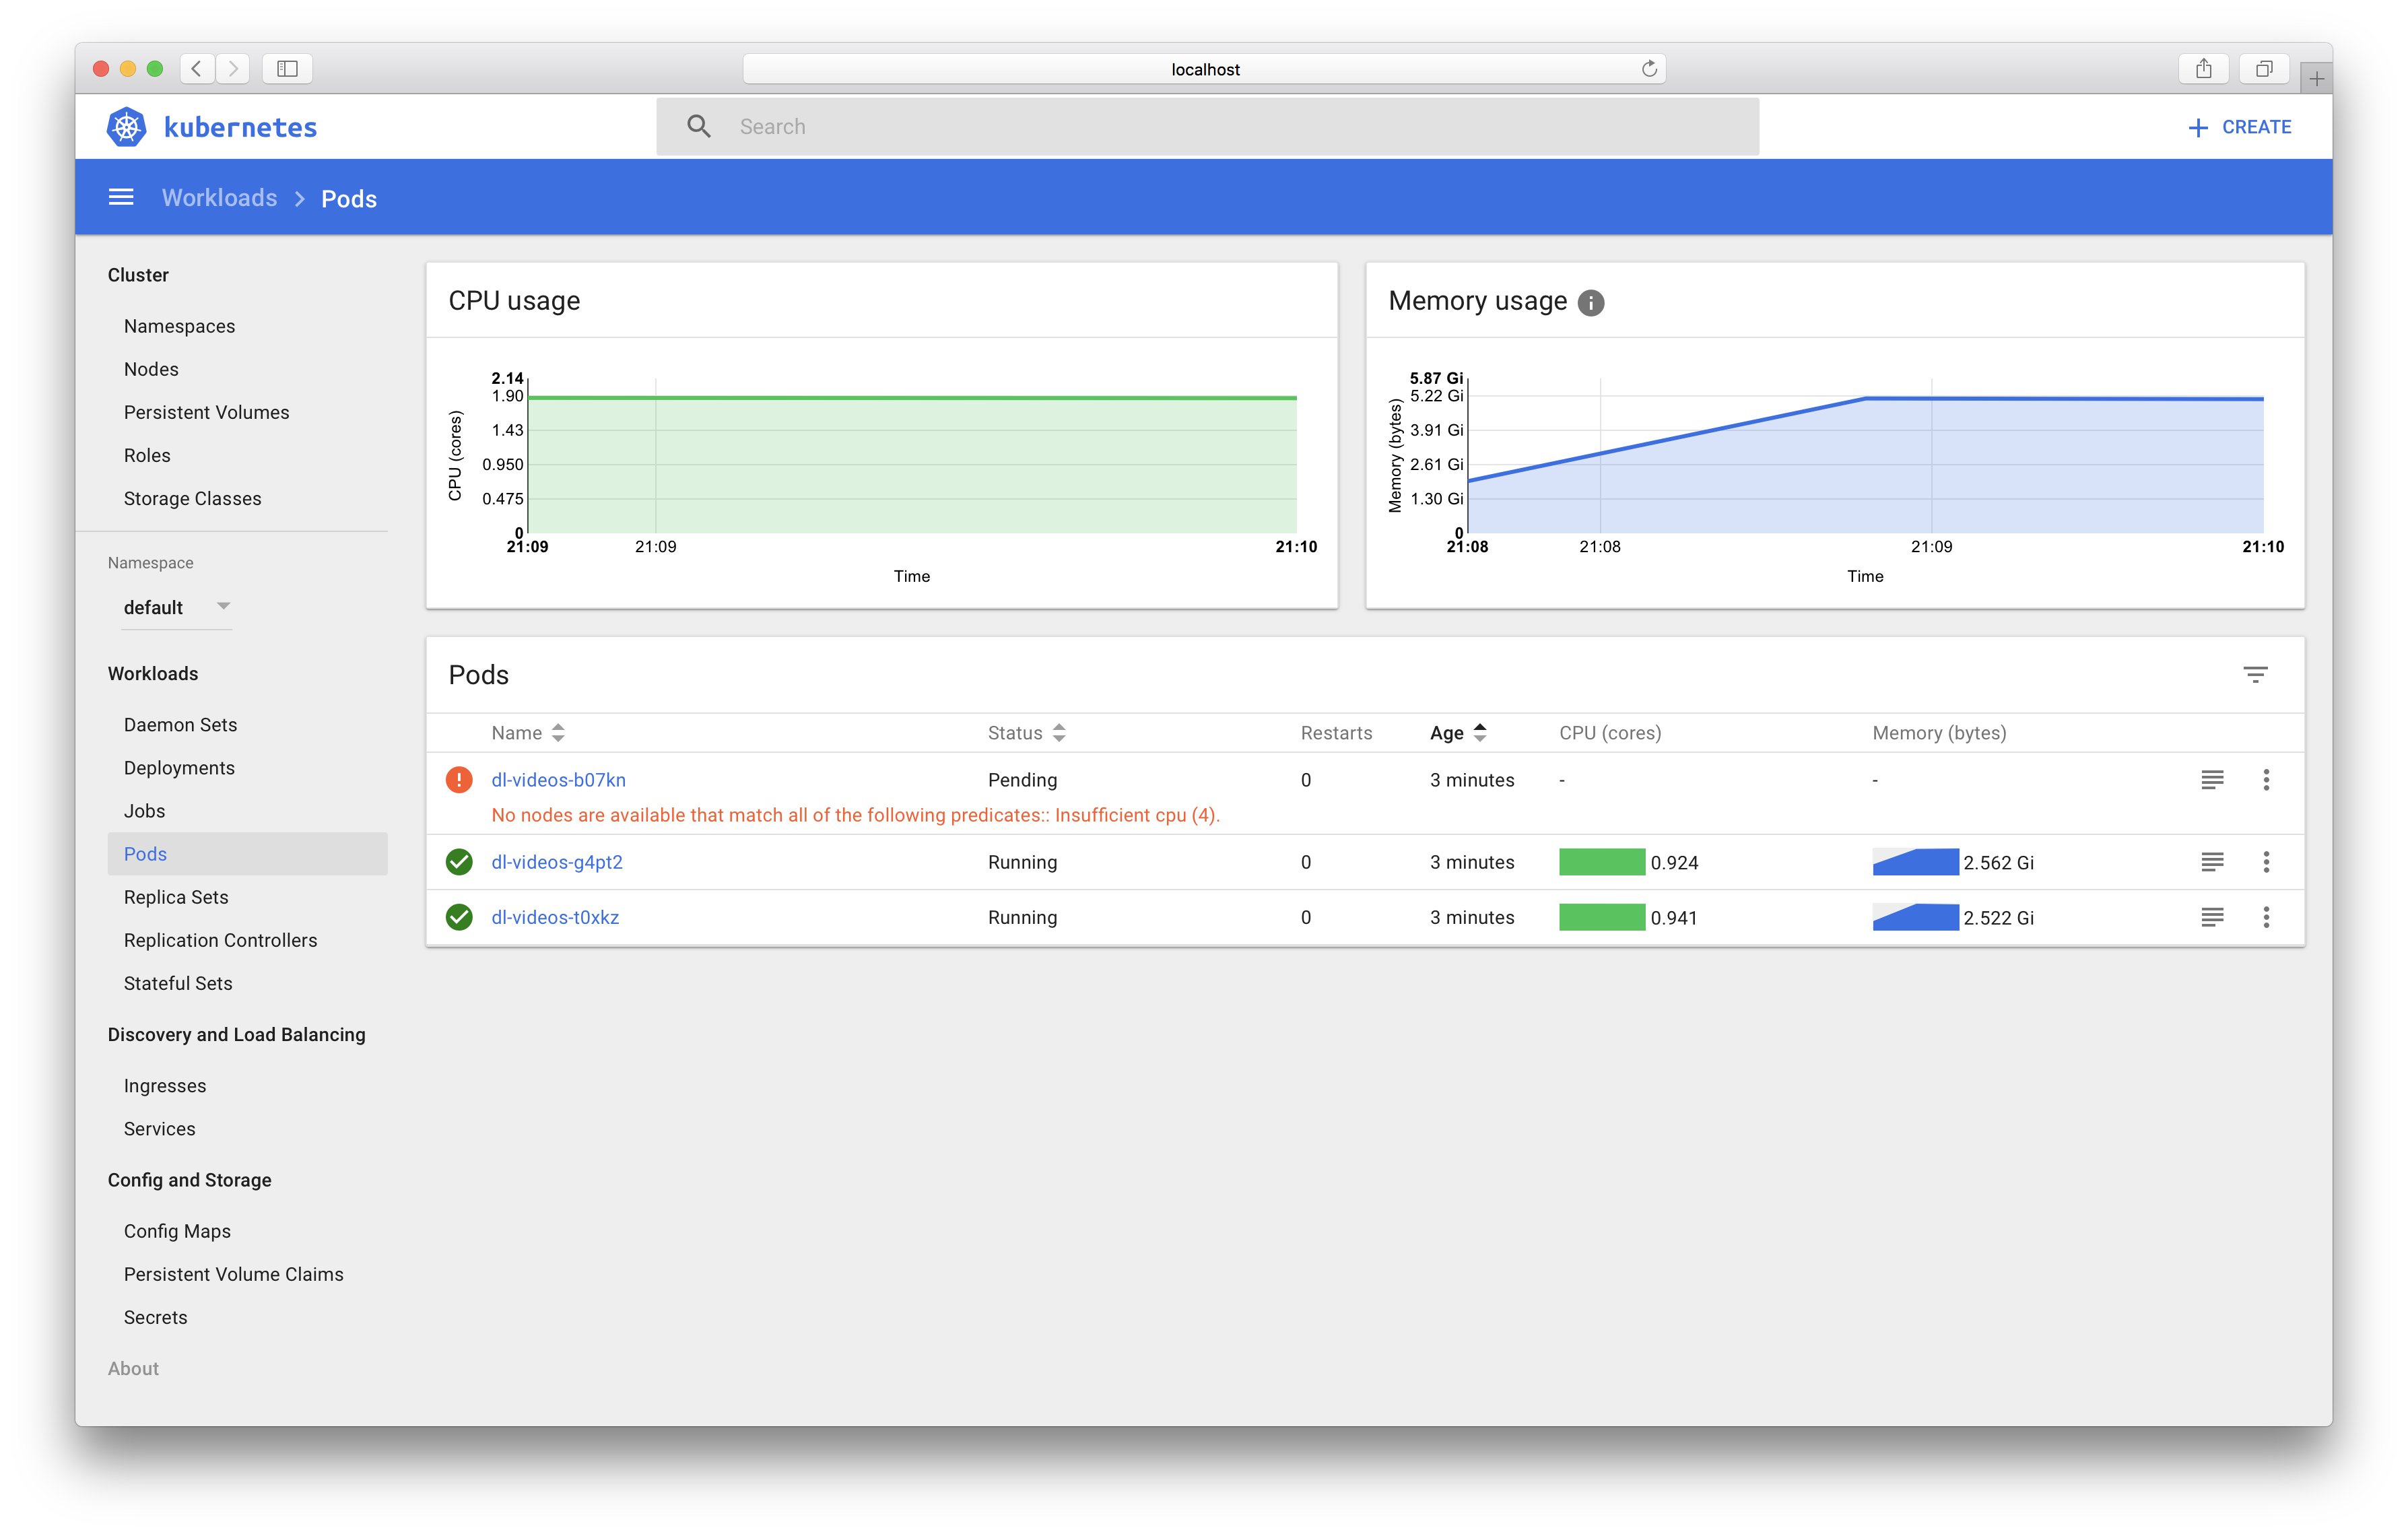 localhost
kubernetes
Search
CREATE
Workloads > Pods
Cluster
Namespaces
Nodes
Persistent Volumes
Roles
Storage Classes
Namespace
default
Workloads
Daemon Sets
Deployments
Jobs
Pods
Replica Sets
Replication Controllers
Stateful Sets
Discovery and Load Balancing
Ingresses
Services
Config and Storage
Config Maps
Persistent Volume Claims
Secrets
About
CPU usage
CPU (cores)
2.14
1.90
1.43
0.950
0.475
0
21:09 21:09 21:10
Time
Memory usage
Memory (bytes)
5.87 Gi
5.22 Gi
3.91 Gi
2.61 Gi
1.30 Gi
0
21:08 21:08 21:09 21:10
Time
Pods
Name Status Restarts Age CPU (cores) Memory (bytes)
dl-videos-b07kn Pending 0 3 minutes - -
No nodes are available that match all of the following predicates:: Insufficient cpu (4).
dl-videos-g4pt2 Running 0 3 minutes 0.924 2.562 Gi
dl-videos-t0xkz Running 0 3 minutes 0.941 2.522 Gi